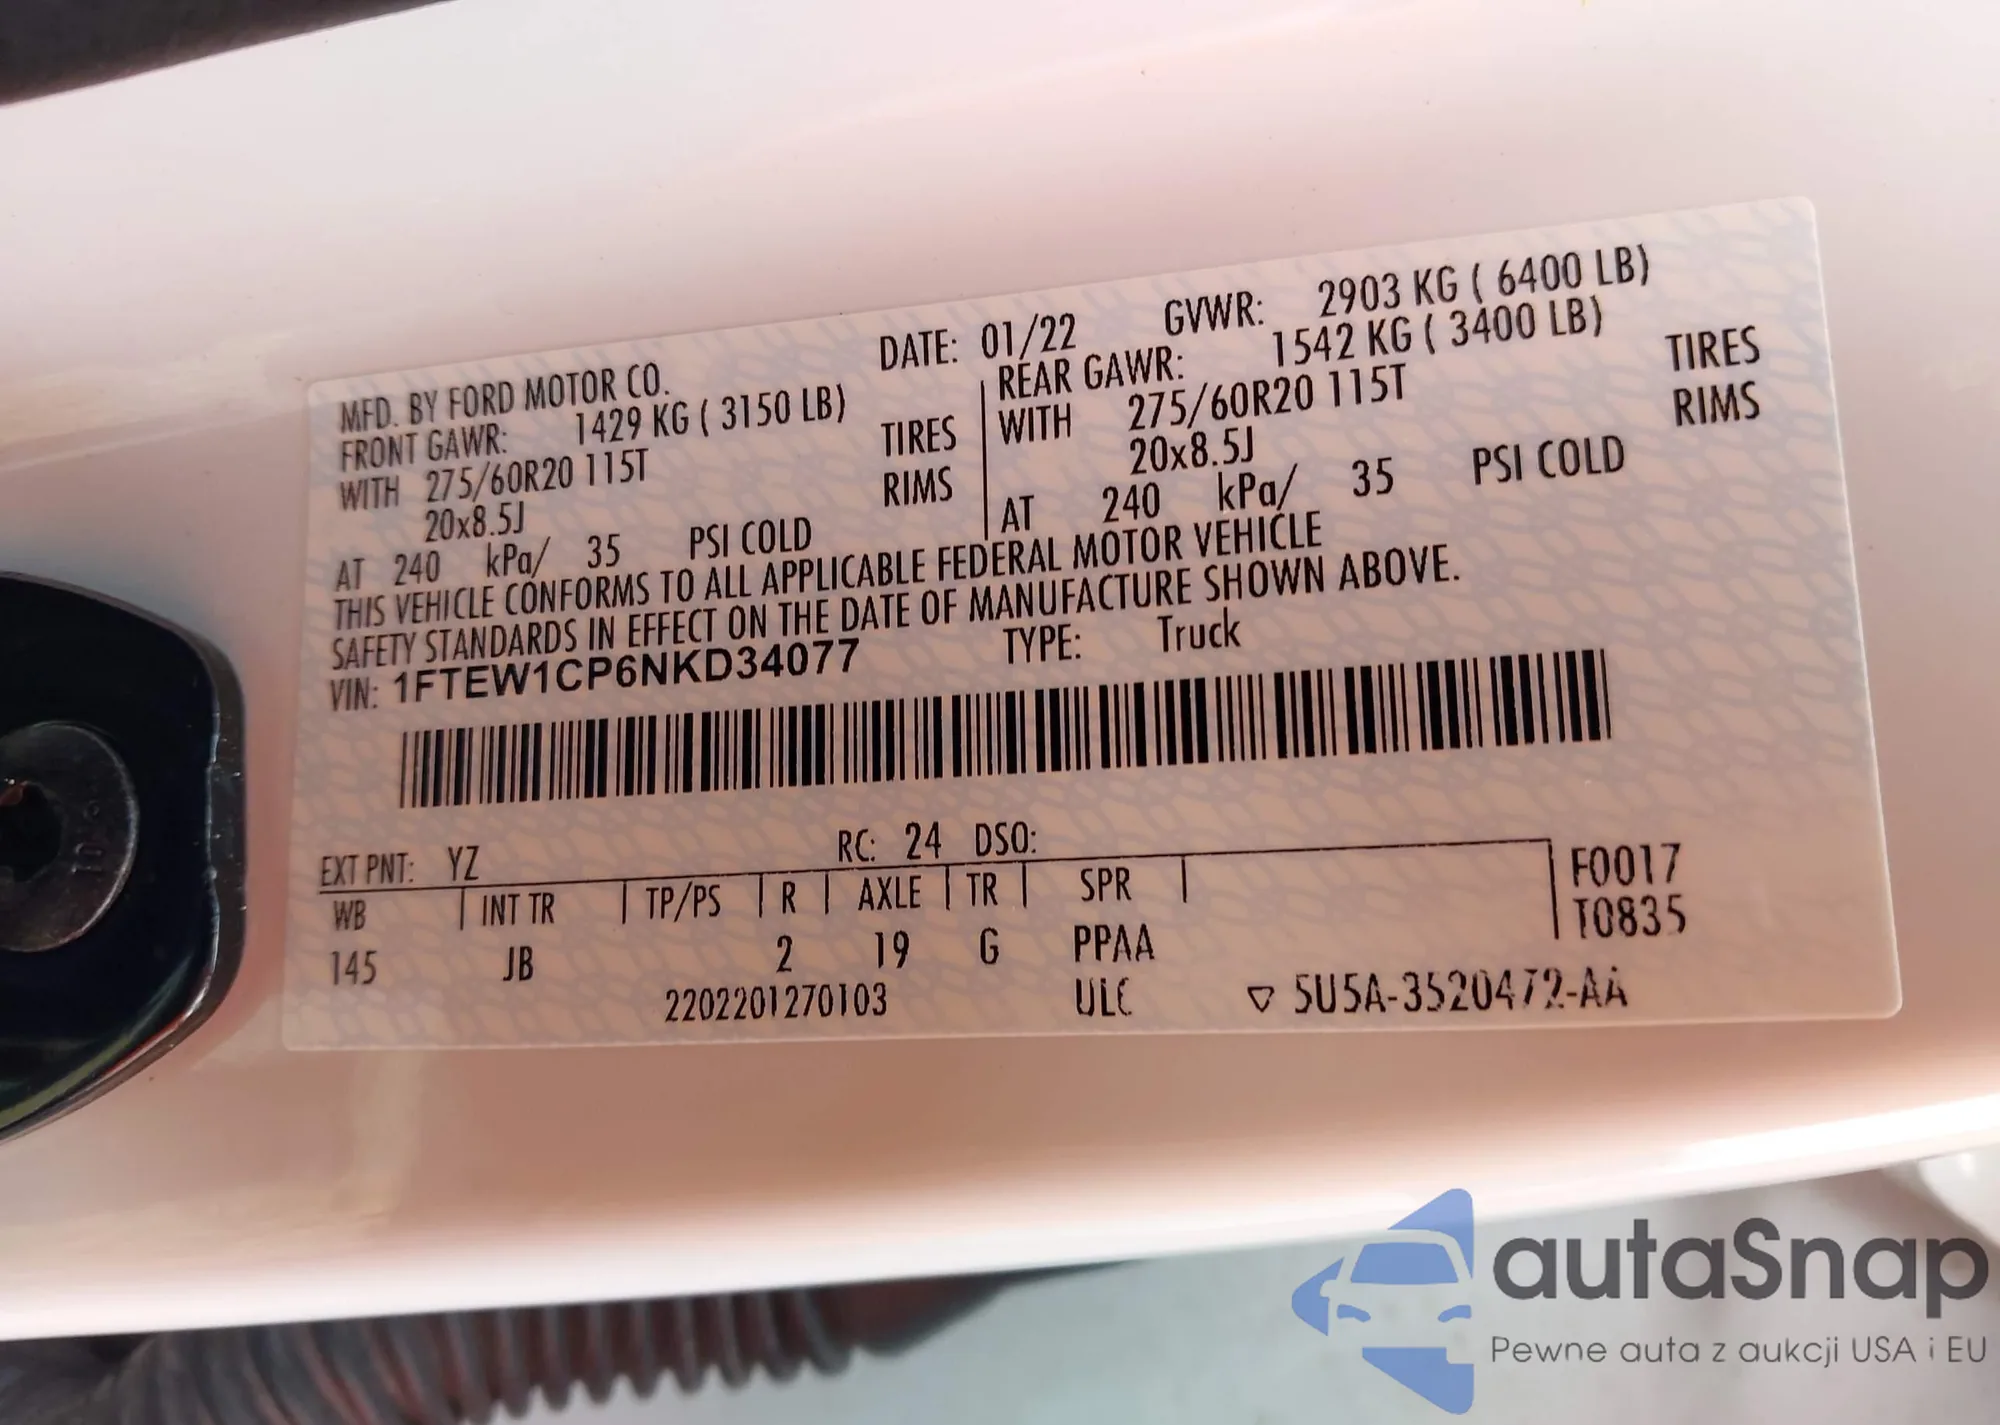 MFD. BY FORD MOTOR CO. DATE: 01/22 GVWR: 2903 KG ( 6400 LB)
FRONT GAWR: 1429 KG ( 3150 LB) REAR GAWR: 1542 KG ( 3400 LB)
WITH 275/60R20 115T TIRES WITH 275/60R20 115T TIRES
20x8.5J RIMS 20x8.5J RIMS
AT 240 kPa/ 35 PSI COLD AT 240 kPa/ 35 PSI COLD
THIS VEHICLE CONFORMS TO ALL APPLICABLE FEDERAL MOTOR VEHICLE
SAFETY STANDARDS IN EFFECT ON THE DATE OF MANUFACTURE SHOWN ABOVE.
VIN: 1FTEW1CP6NKD34077 TYPE: Truck
EXT PNT: YZ RC: 24 DSO:
WB INT TR TP/PS R AXLE TR SPR F0017
T0835
145 JB 2 19 G PPAA
2202201270103 ULC ▽ 5U5A-3520472-AA
autaSnap
Pewne auta z aukcji USA i EU